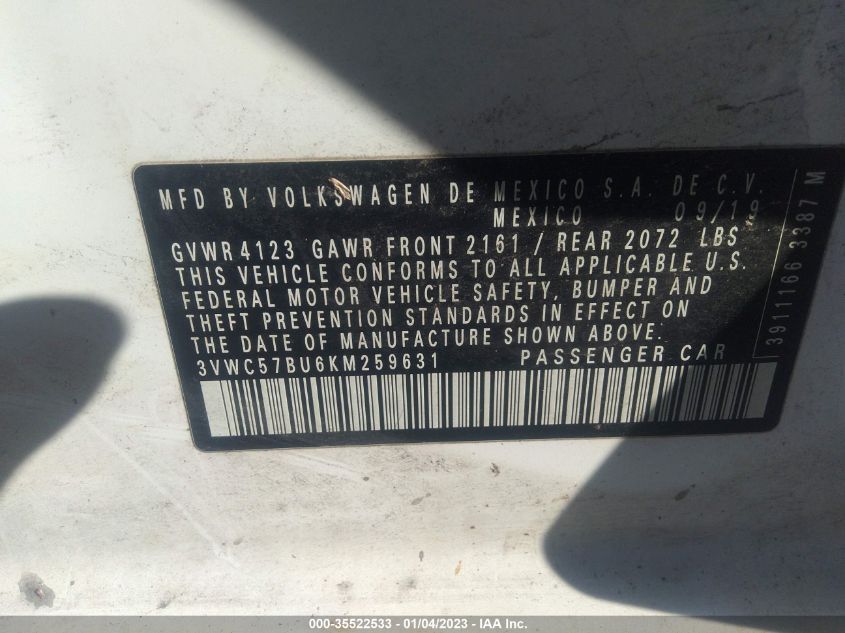 MFD BY VOLKSWAGEN DE MEXICO S.A. DE C.V.
MEXICO 09/19
GVWR 4123 GAWR FRONT 2161 / REAR 2072 LBS
THIS VEHICLE CONFORMS TO ALL APPLICABLE U.S.
FEDERAL MOTOR VEHICLE SAFETY, BUMPER AND
THEFT PREVENTION STANDARDS IN EFFECT ON
THE DATE OF MANUFACTURE SHOWN ABOVE.
3VWC57BU6KM259631 PASSENGER CAR
3911166 3387 M
000-35522533 - 01/04/2023 - IAA Inc.